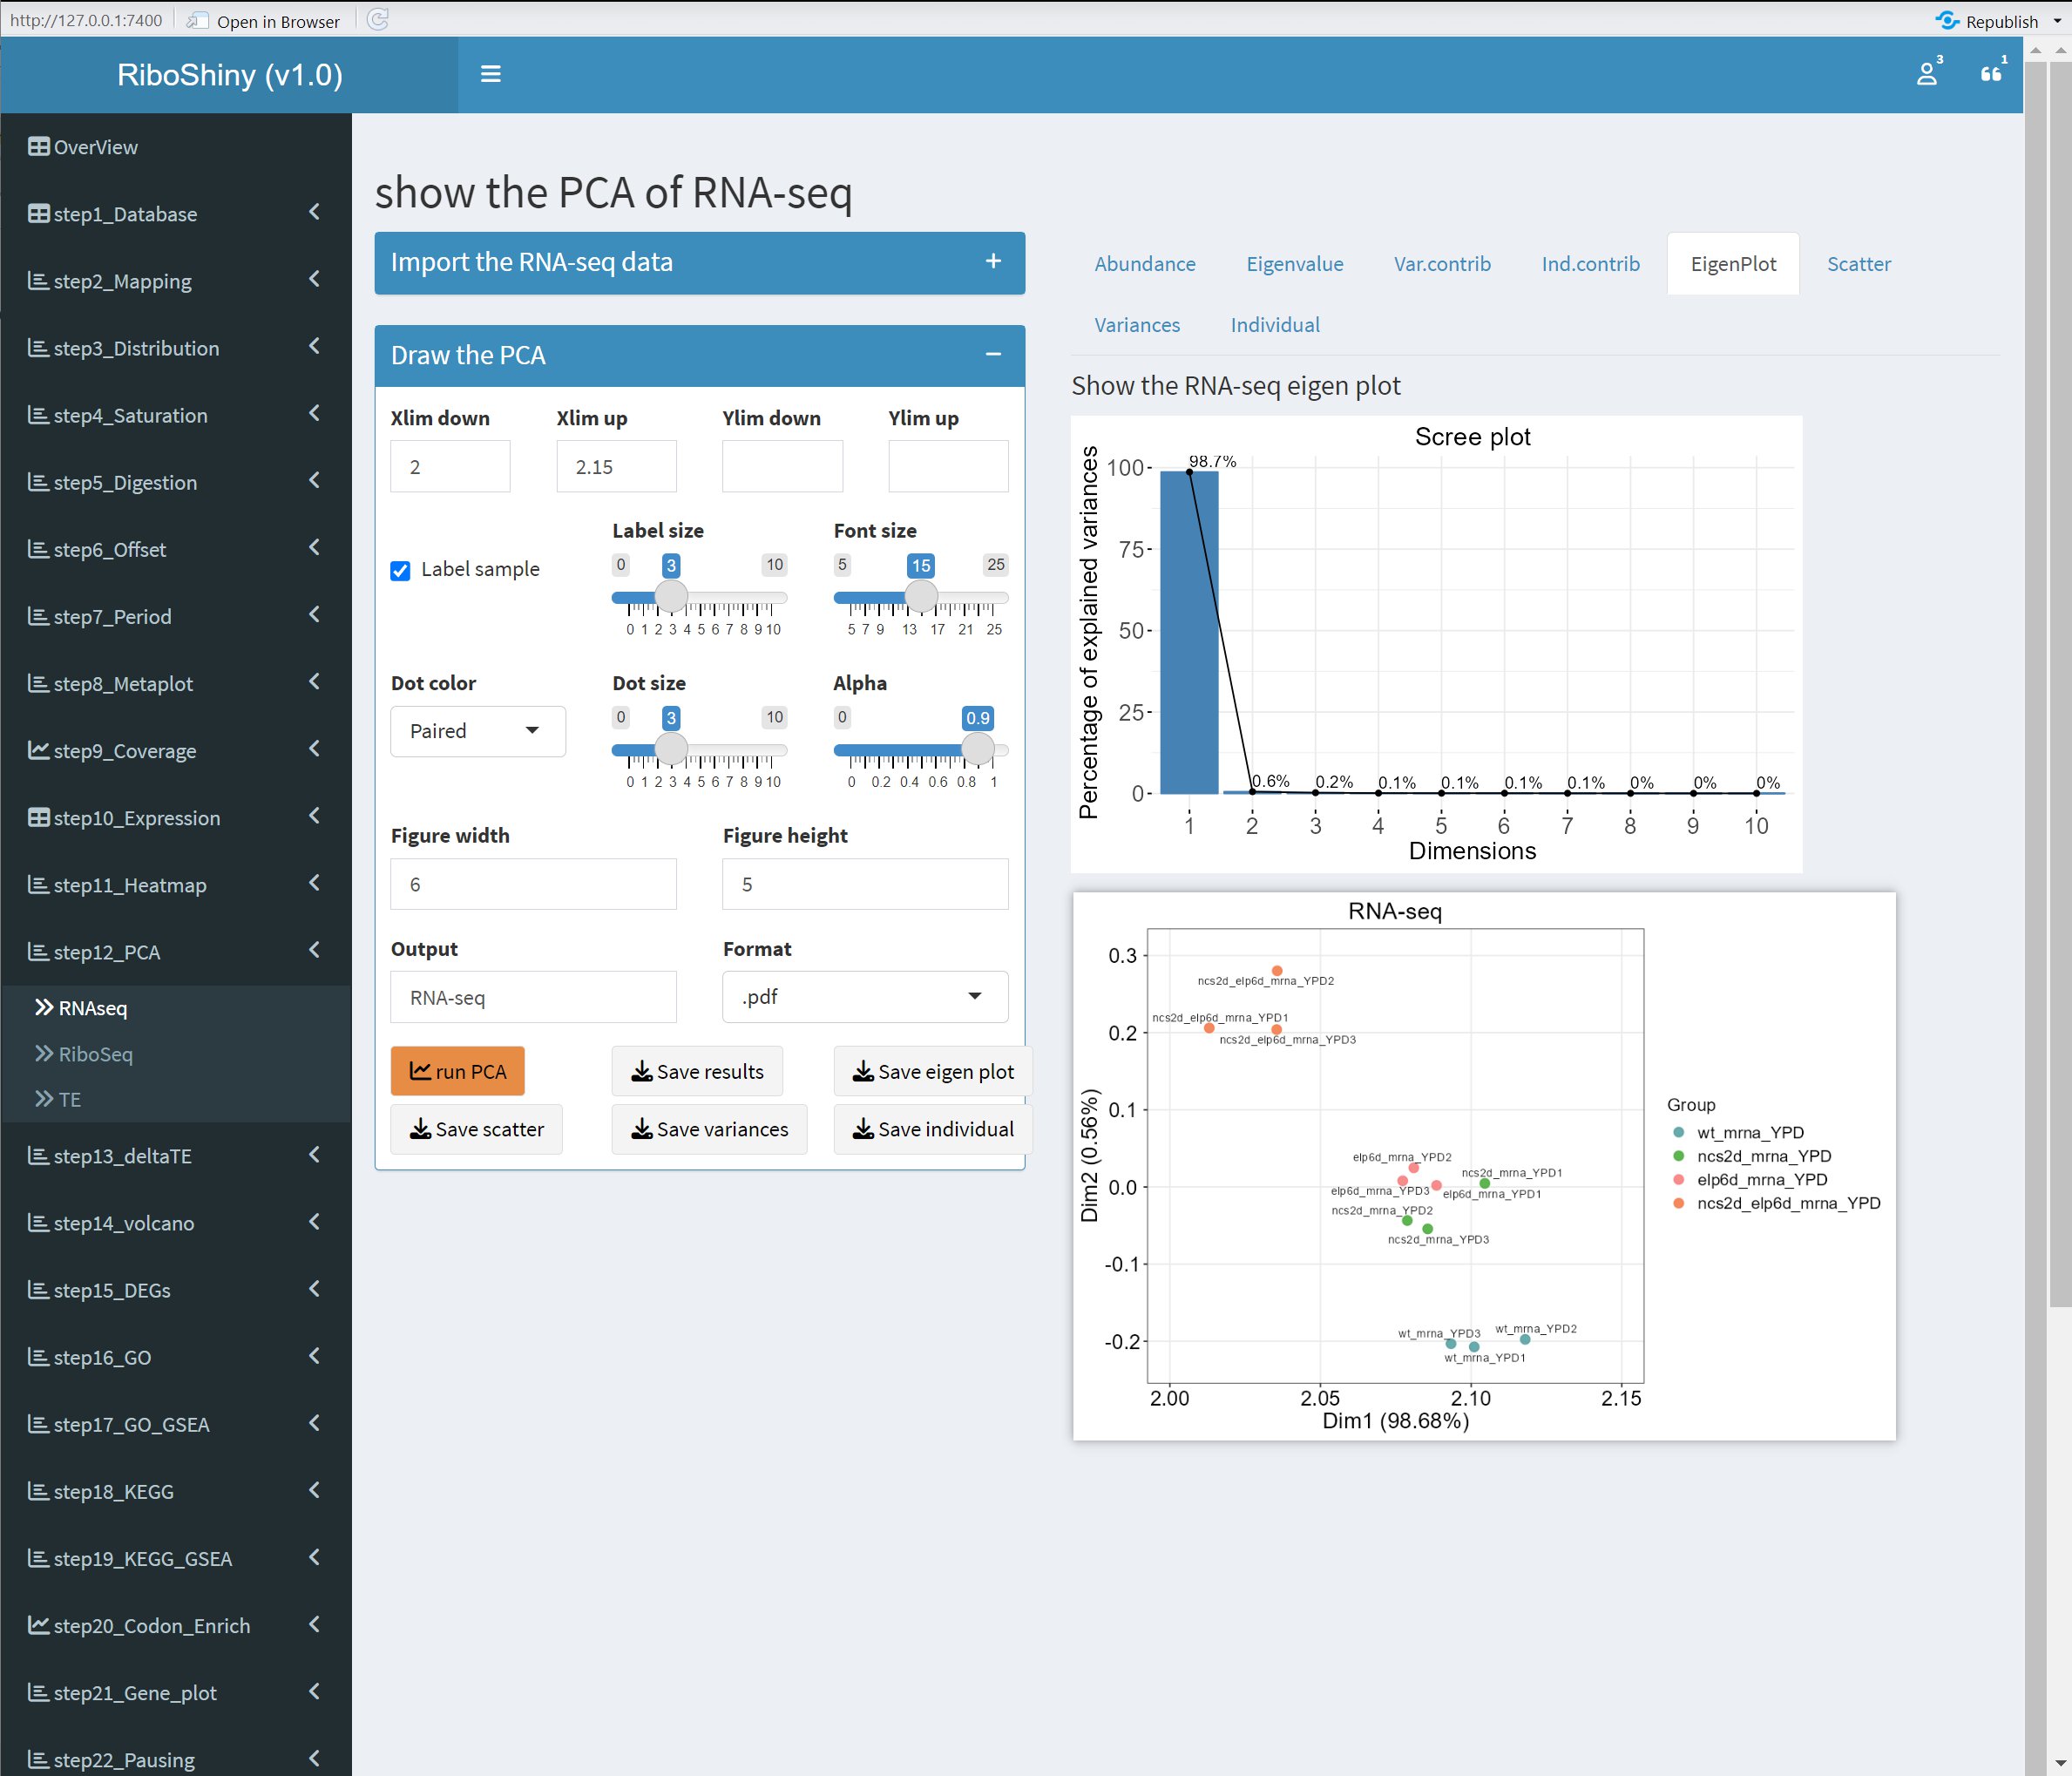 http://127.0.0.1:7400 Open in Browser Republish
RiboShiny (v1.0) 3 1
OverView
step1_Database
step2_Mapping
step3_Distribution
step4_Saturation
step5_Digestion
step6_Offset
step7_Period
step8_Metaplot
step9_Coverage
step10_Expression
step11_Heatmap
step12_PCA
RNAseq
RiboSeq
TE
step13_deltaTE
step14_volcano
step15_DEGs
step16_GO
step17_GO_GSEA
step18_KEGG
step19_KEGG_GSEA
step20_Codon_Enrich
step21_Gene_plot
step22_Pausing
show the PCA of RNA-seq
Import the RNA-seq data
Draw the PCA
Xlim down Xlim up Ylim down Ylim up
2 2.15
Label sample
Label size
0 3 10
0 1 2 3 4 5 6 7 8 9 10
Font size
5 15 25
5 7 9 13 17 21 25
Dot color
Paired
Dot size
0 3 10
0 1 2 3 4 5 6 7 8 9 10
Alpha
0 0.9
0 0.2 0.4 0.6 0.8 1
Figure width Figure height
6 5
Output Format
RNA-seq .pdf
run PCA Save results Save eigen plot
Save scatter Save variances Save individual
Abundance Eigenvalue Var.contrib Ind.contrib EigenPlot Scatter
Variances Individual
Show the RNA-seq eigen plot
Scree plot
Percentage of explained variances
100
75
50
25
0
98.7%
0.6% 0.2% 0.1% 0.1% 0.1% 0.1% 0% 0% 0%
1 2 3 4 5 6 7 8 9 10
Dimensions
RNA-seq
Dim2 (0.56%)
0.3
0.2
0.1
0.0
-0.1
-0.2
ncs2d_elp6d_mrna_YPD2
ncs2d_elp6d_mrna_YPD1
ncs2d_elp6d_mrna_YPD3
elp6d_mrna_YPD2
ncs2d_mrna_YPD1
elp6d_mrna_YPD3
elp6d_mrna_YPD1
ncs2d_mrna_YPD2
ncs2d_mrna_YPD3
wt_mrna_YPD2
wt_mrna_YPD3
wt_mrna_YPD1
2.00 2.05 2.10 2.15
Dim1 (98.68%)
Group
wt_mrna_YPD
ncs2d_mrna_YPD
elp6d_mrna_YPD
ncs2d_elp6d_mrna_YPD